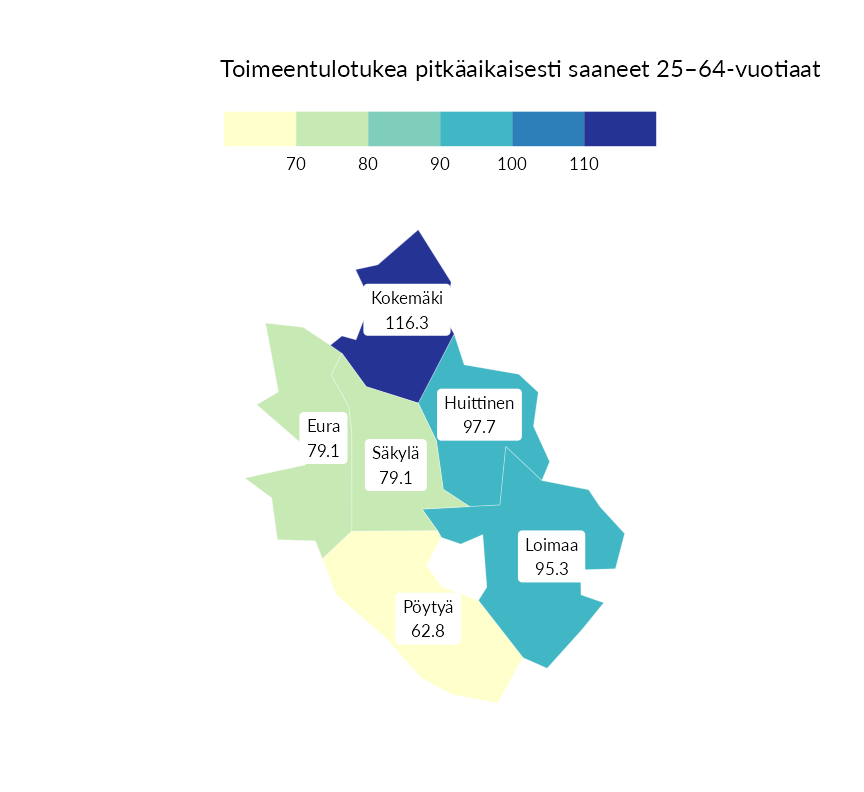 Toimeentulotukea pitkäaikaisesti saaneet 25–64-vuotiaat
70 80 90 100 110
Kokemäki
116.3
Huittinen
97.7
Eura
79.1
Säkylä
79.1
Loimaa
95.3
Pöytyä
62.8